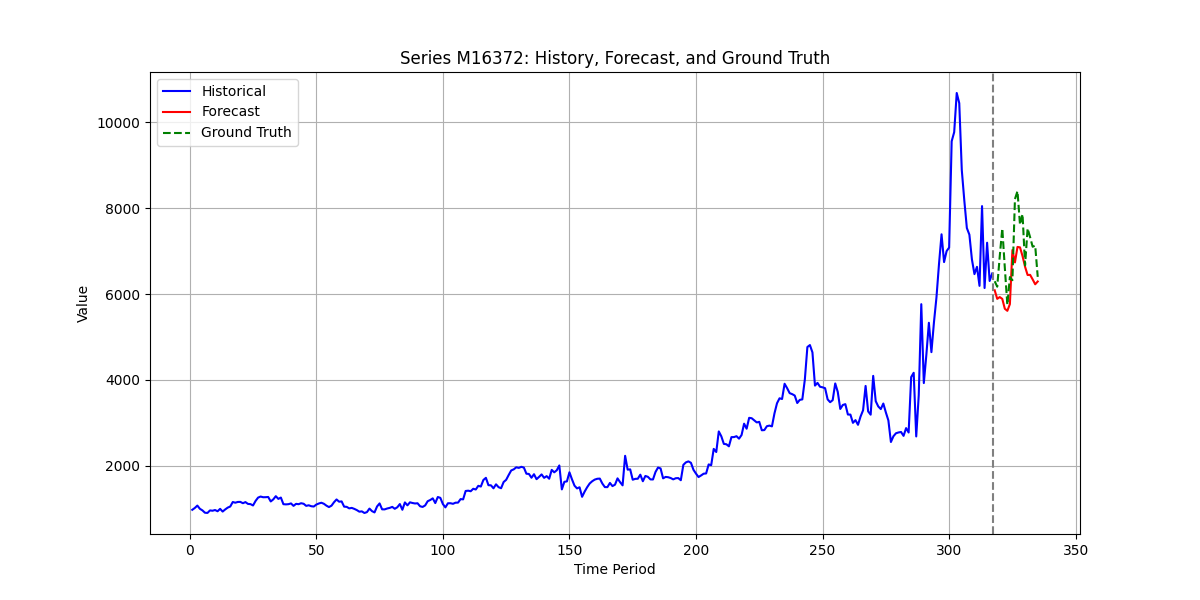 Series M16372: History, Forecast, and Ground Truth
Historical
Forecast
Ground Truth
10000
8000
6000
4000
2000
Value
0 50 100 150 200 250 300 350
Time Period